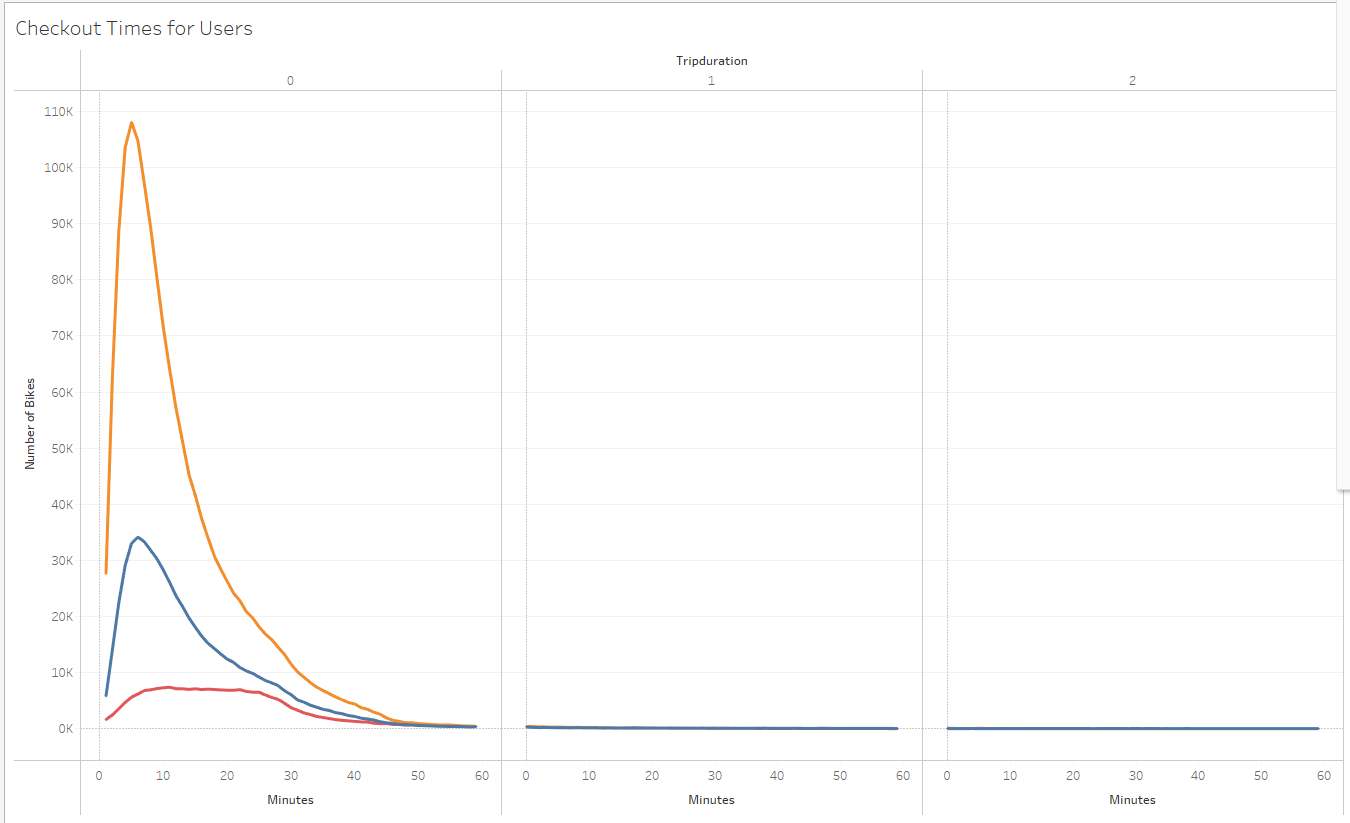 Checkout Times for Users
Tripduration
0 1 2
Number of Bikes
110K
100K
90K
80K
70K
60K
50K
40K
30K
20K
10K
0K
0 10 20 30 40 50 60 0 10 20 30 40 50 60 0 10 20 30 40 50 60
Minutes Minutes Minutes